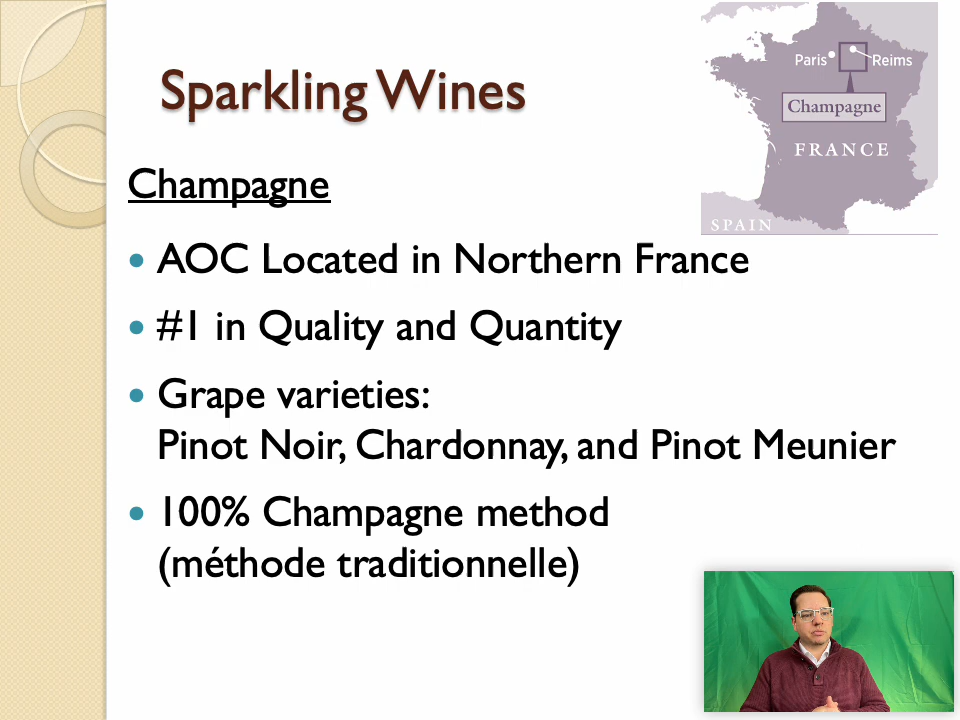 Sparkling Wines
Paris
Reims
Champagne
FRANCE
SPAIN
Champagne
AOC Located in Northern France
#1 in Quality and Quantity
Grape varieties:
Pinot Noir, Chardonnay, and Pinot Meunier
100% Champagne method
(méthode traditionnelle)